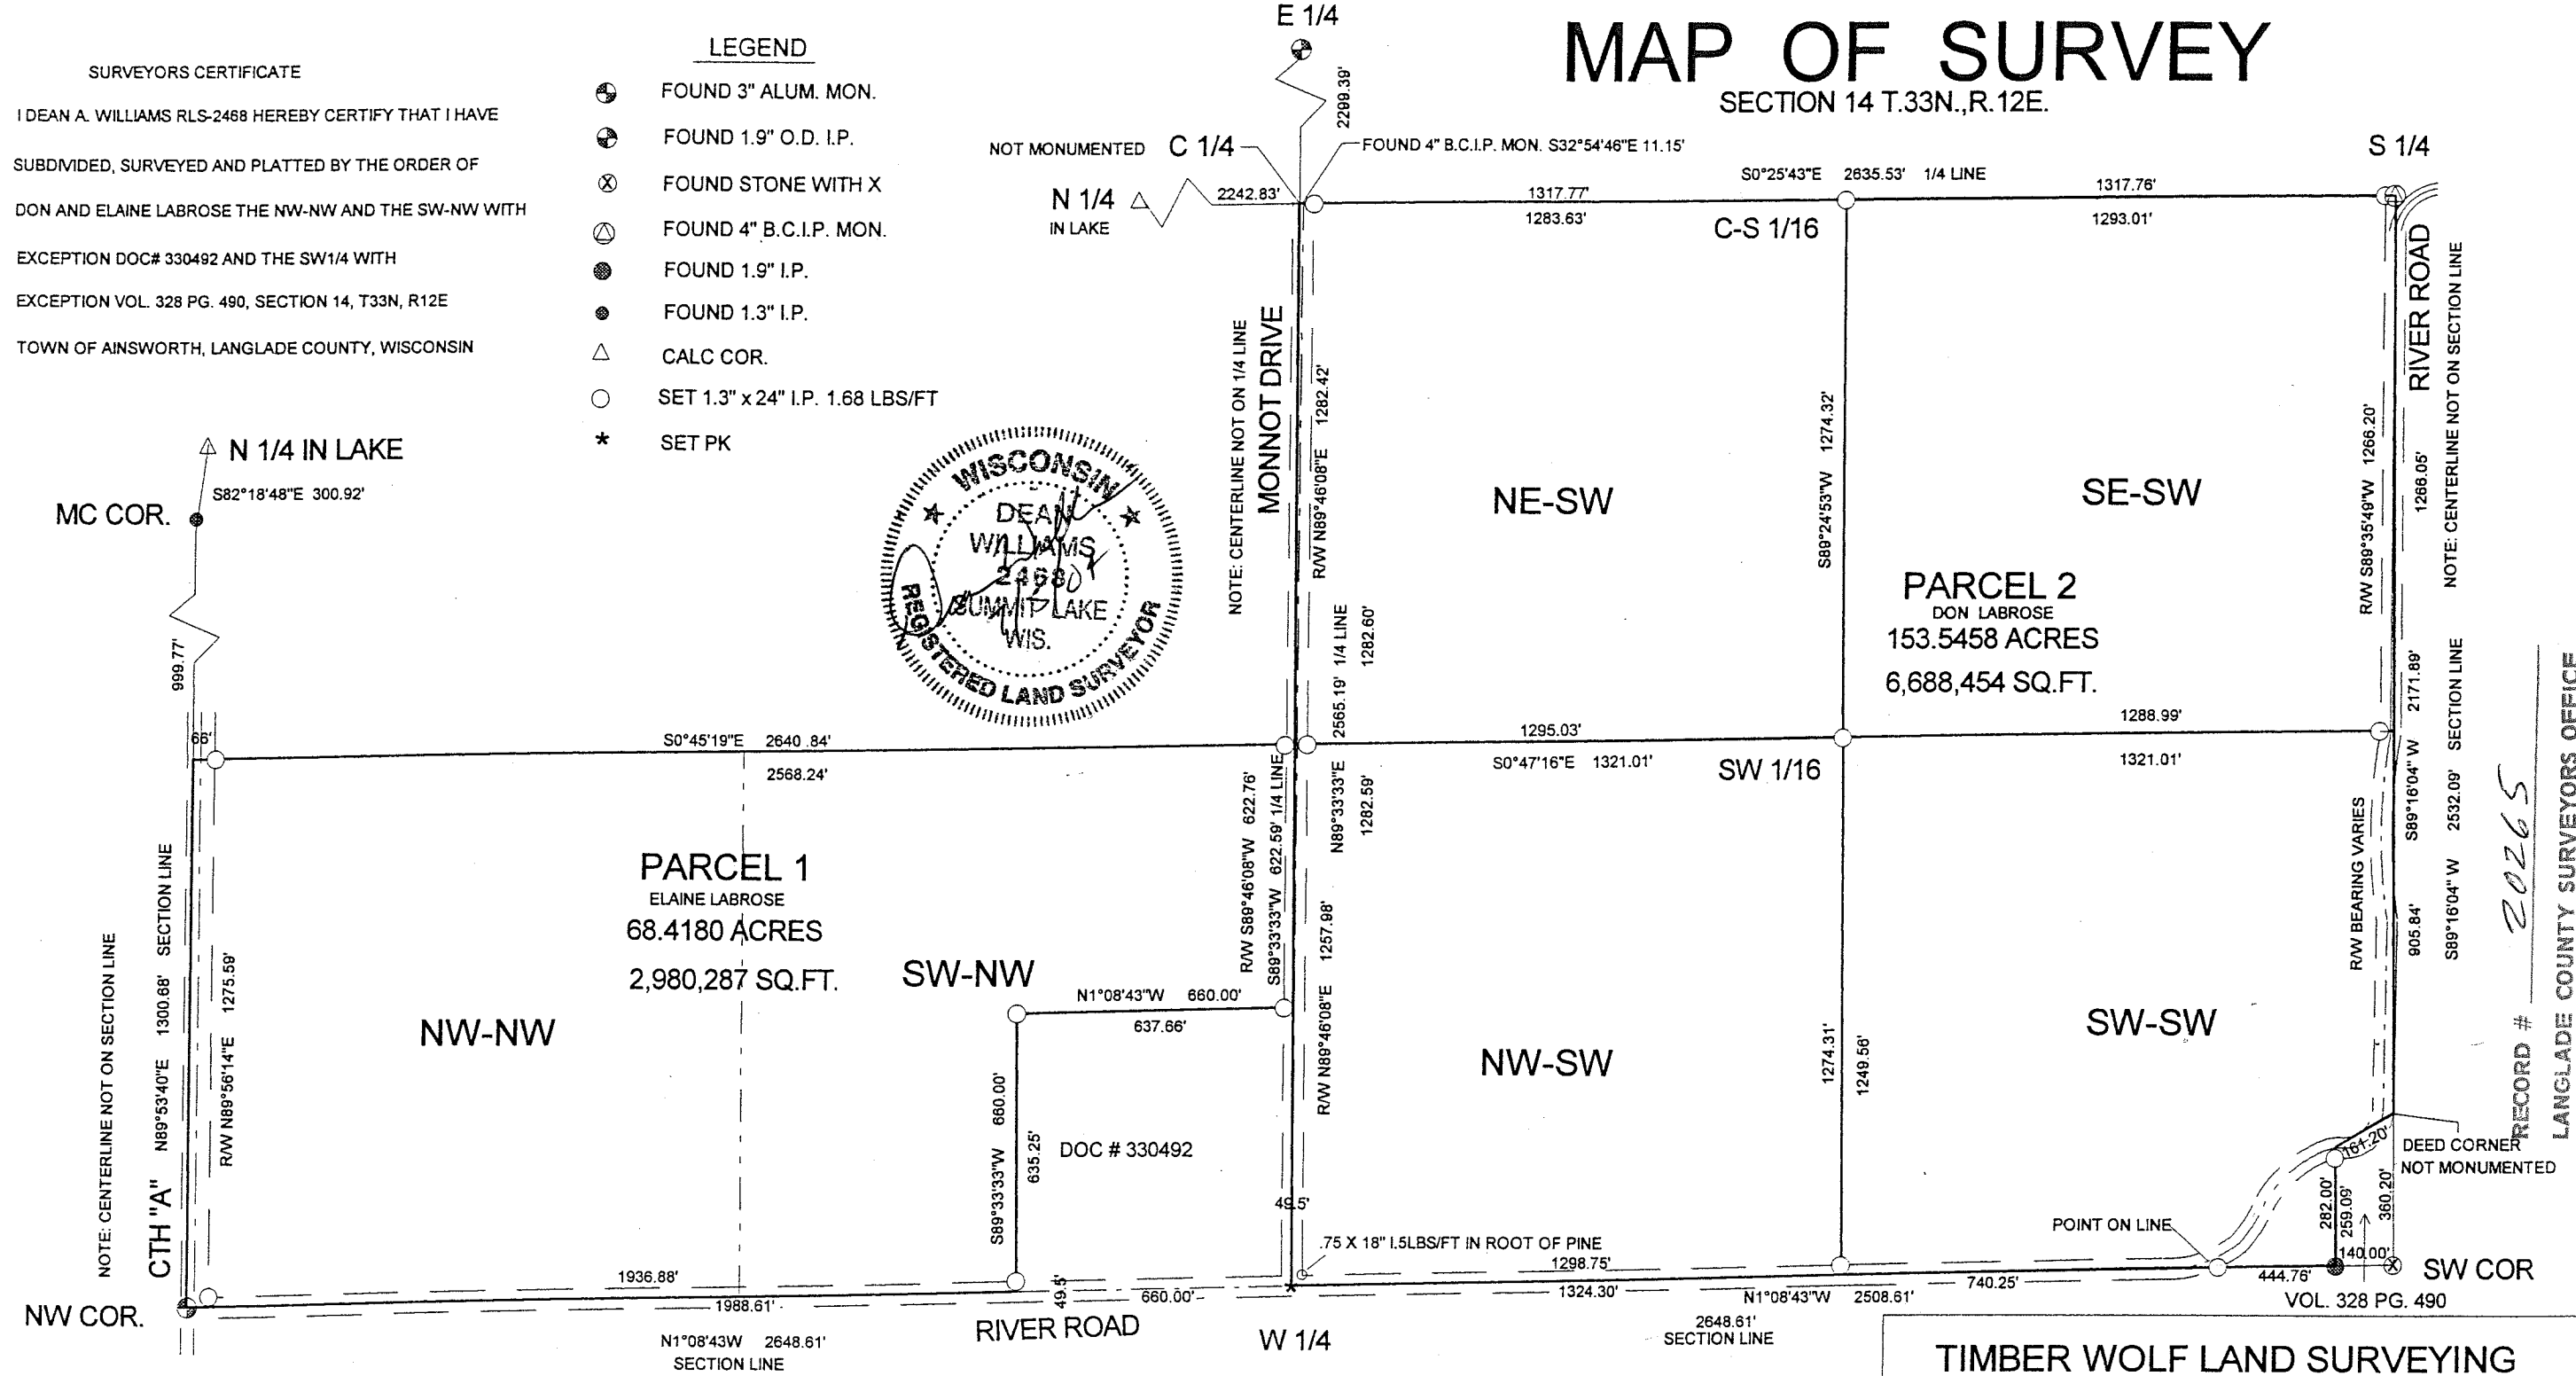 MAP OF SURVEY
SECTION 14 T.33N.,R.12E.
SURVEYORS CERTIFICATE
I DEAN A. WILLIAMS RLS-2468 HEREBY CERTIFY THAT I HAVE
SUBDIVIDED, SURVEYED AND PLATTED BY THE ORDER OF
DON AND ELAINE LABROSE THE NW-NW AND THE SW-NW WITH
EXCEPTION DOC# 330492 AND THE SW1/4 WITH
EXCEPTION VOL. 328 PG. 490, SECTION 14, T33N, R12E
TOWN OF AINSWORTH, LANGLADE COUNTY, WISCONSIN
LEGEND
FOUND 3" ALUM. MON.
FOUND 1.9" O.D. I.P.
FOUND STONE WITH X
FOUND 4" B.C.I.P. MON.
FOUND 1.9" I.P.
FOUND 1.3" I.P.
CALC COR.
SET 1.3" x 24" I.P. 1.68 LBS/FT
* SET PK
E 1/4
2299.39'
NOT MONUMENTED C 1/4
FOUND 4" B.C.I.P. MON. S32°54'46"E 11.15'
N 1/4
IN LAKE
2242.83'
S 1/4
S0°25'43"E 2635.53' 1/4 LINE
1317.77'
1317.76'
1283.63'
C-S 1/16
1293.01'
RIVER ROAD
NOTE: CENTERLINE NOT ON SECTION LINE
MONNOT DRIVE
NOTE: CENTERLINE NOT ON 1/4 LINE
R/W N89°46'08"E 1282.42'
S89°24'53"W 1274.32'
R/W S89°35'49"W 1266.20'
1266.05'
N 1/4 IN LAKE
S82°18'48"E 300.92'
MC COR.
999.77'
WISCONSIN
DEAN
WILLIAMS
2468
SUMMIT LAKE
WIS.
REGISTERED LAND SURVEYOR
NE-SW
SE-SW
PARCEL 2
DON LABROSE
153.5458 ACRES
6,688,454 SQ.FT.
2565.19' 1/4 LINE
1282.60'
2171.89'
S89°16'04" W
S89°16'04" W 2532.09' SECTION LINE
66'
S0°45'19"E 2640 .84'
2568.24'
1295.03'
1288.99'
S0°47'16"E 1321.01'
SW 1/16
1321.01'
N89°33'33"E
1282.59'
R/W S89°46'08"W 622.76'
S89°33'33"W 622.59' 1/4 LINE
1257.98'
R/W N89°46'08"E
R/W BEARING VARIES
905.84'
PARCEL 1
ELAINE LABROSE
68.4180 ACRES
2,980,287 SQ.FT.
NW-NW
SW-NW
NOTE: CENTERLINE NOT ON SECTION LINE
CTH "A"
N89°53'40"E 1300.68' SECTION LINE
R/W N89°56'14"E 1275.59'
N1°08'43"W 660.00'
637.66'
S89°33'33"W 660.00'
635.25'
DOC # 330492
49.5'
NW-SW
SW-SW
1274.31'
1249.56'
.75 X 18" I.5LBS/FT IN ROOT OF PINE
1298.75'
POINT ON LINE
161.20'
DEED CORNER
NOT MONUMENTED
282.00'
259.09'
360.20'
140.00'
SW COR
444.76'
VOL. 328 PG. 490
1936.88'
1988.61'
49.5'
660.00'
1324.30'
740.25'
N1°08'43"W 2508.61'
2648.61'
SECTION LINE
NW COR.
N1°08'43W 2648.61'
SECTION LINE
RIVER ROAD
W 1/4
RECORD # 20265
LANGLADE COUNTY SURVEYORS OFFICE
TIMBER WOLF LAND SURVEYING